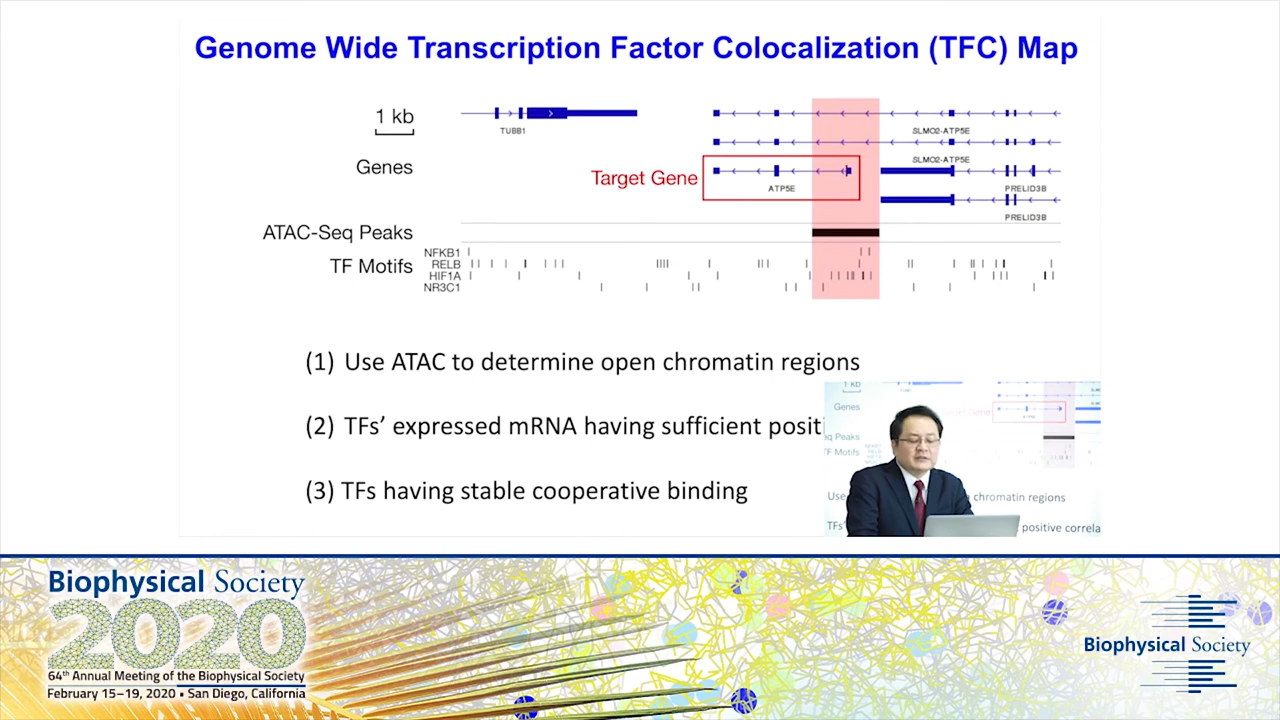 Genome Wide Transcription Factor Colocalization (TFC) Map
1 kb
TUBB1
SLMO2-ATP5E
Genes
SLMO2-ATP5E
Target Gene
ATP5E
PRELID3B
PRELID3B
ATAC-Seq Peaks
TF Motifs
NFKB1
RELB
HIF1A
NR3C1
(1) Use ATAC to determine open chromatin regions
(2) TFs’ expressed mRNA having sufficient positi
(3) TFs having stable cooperative binding
1 kb
Genes
Target Gene
eq Peaks
TF Motifs
Use
chromatin regions
TFs’
positive correla
Biophysical Society
2020
64th Annual Meeting of the Biophysical Society
February 15–19, 2020 • San Diego, California
Biophysical Society